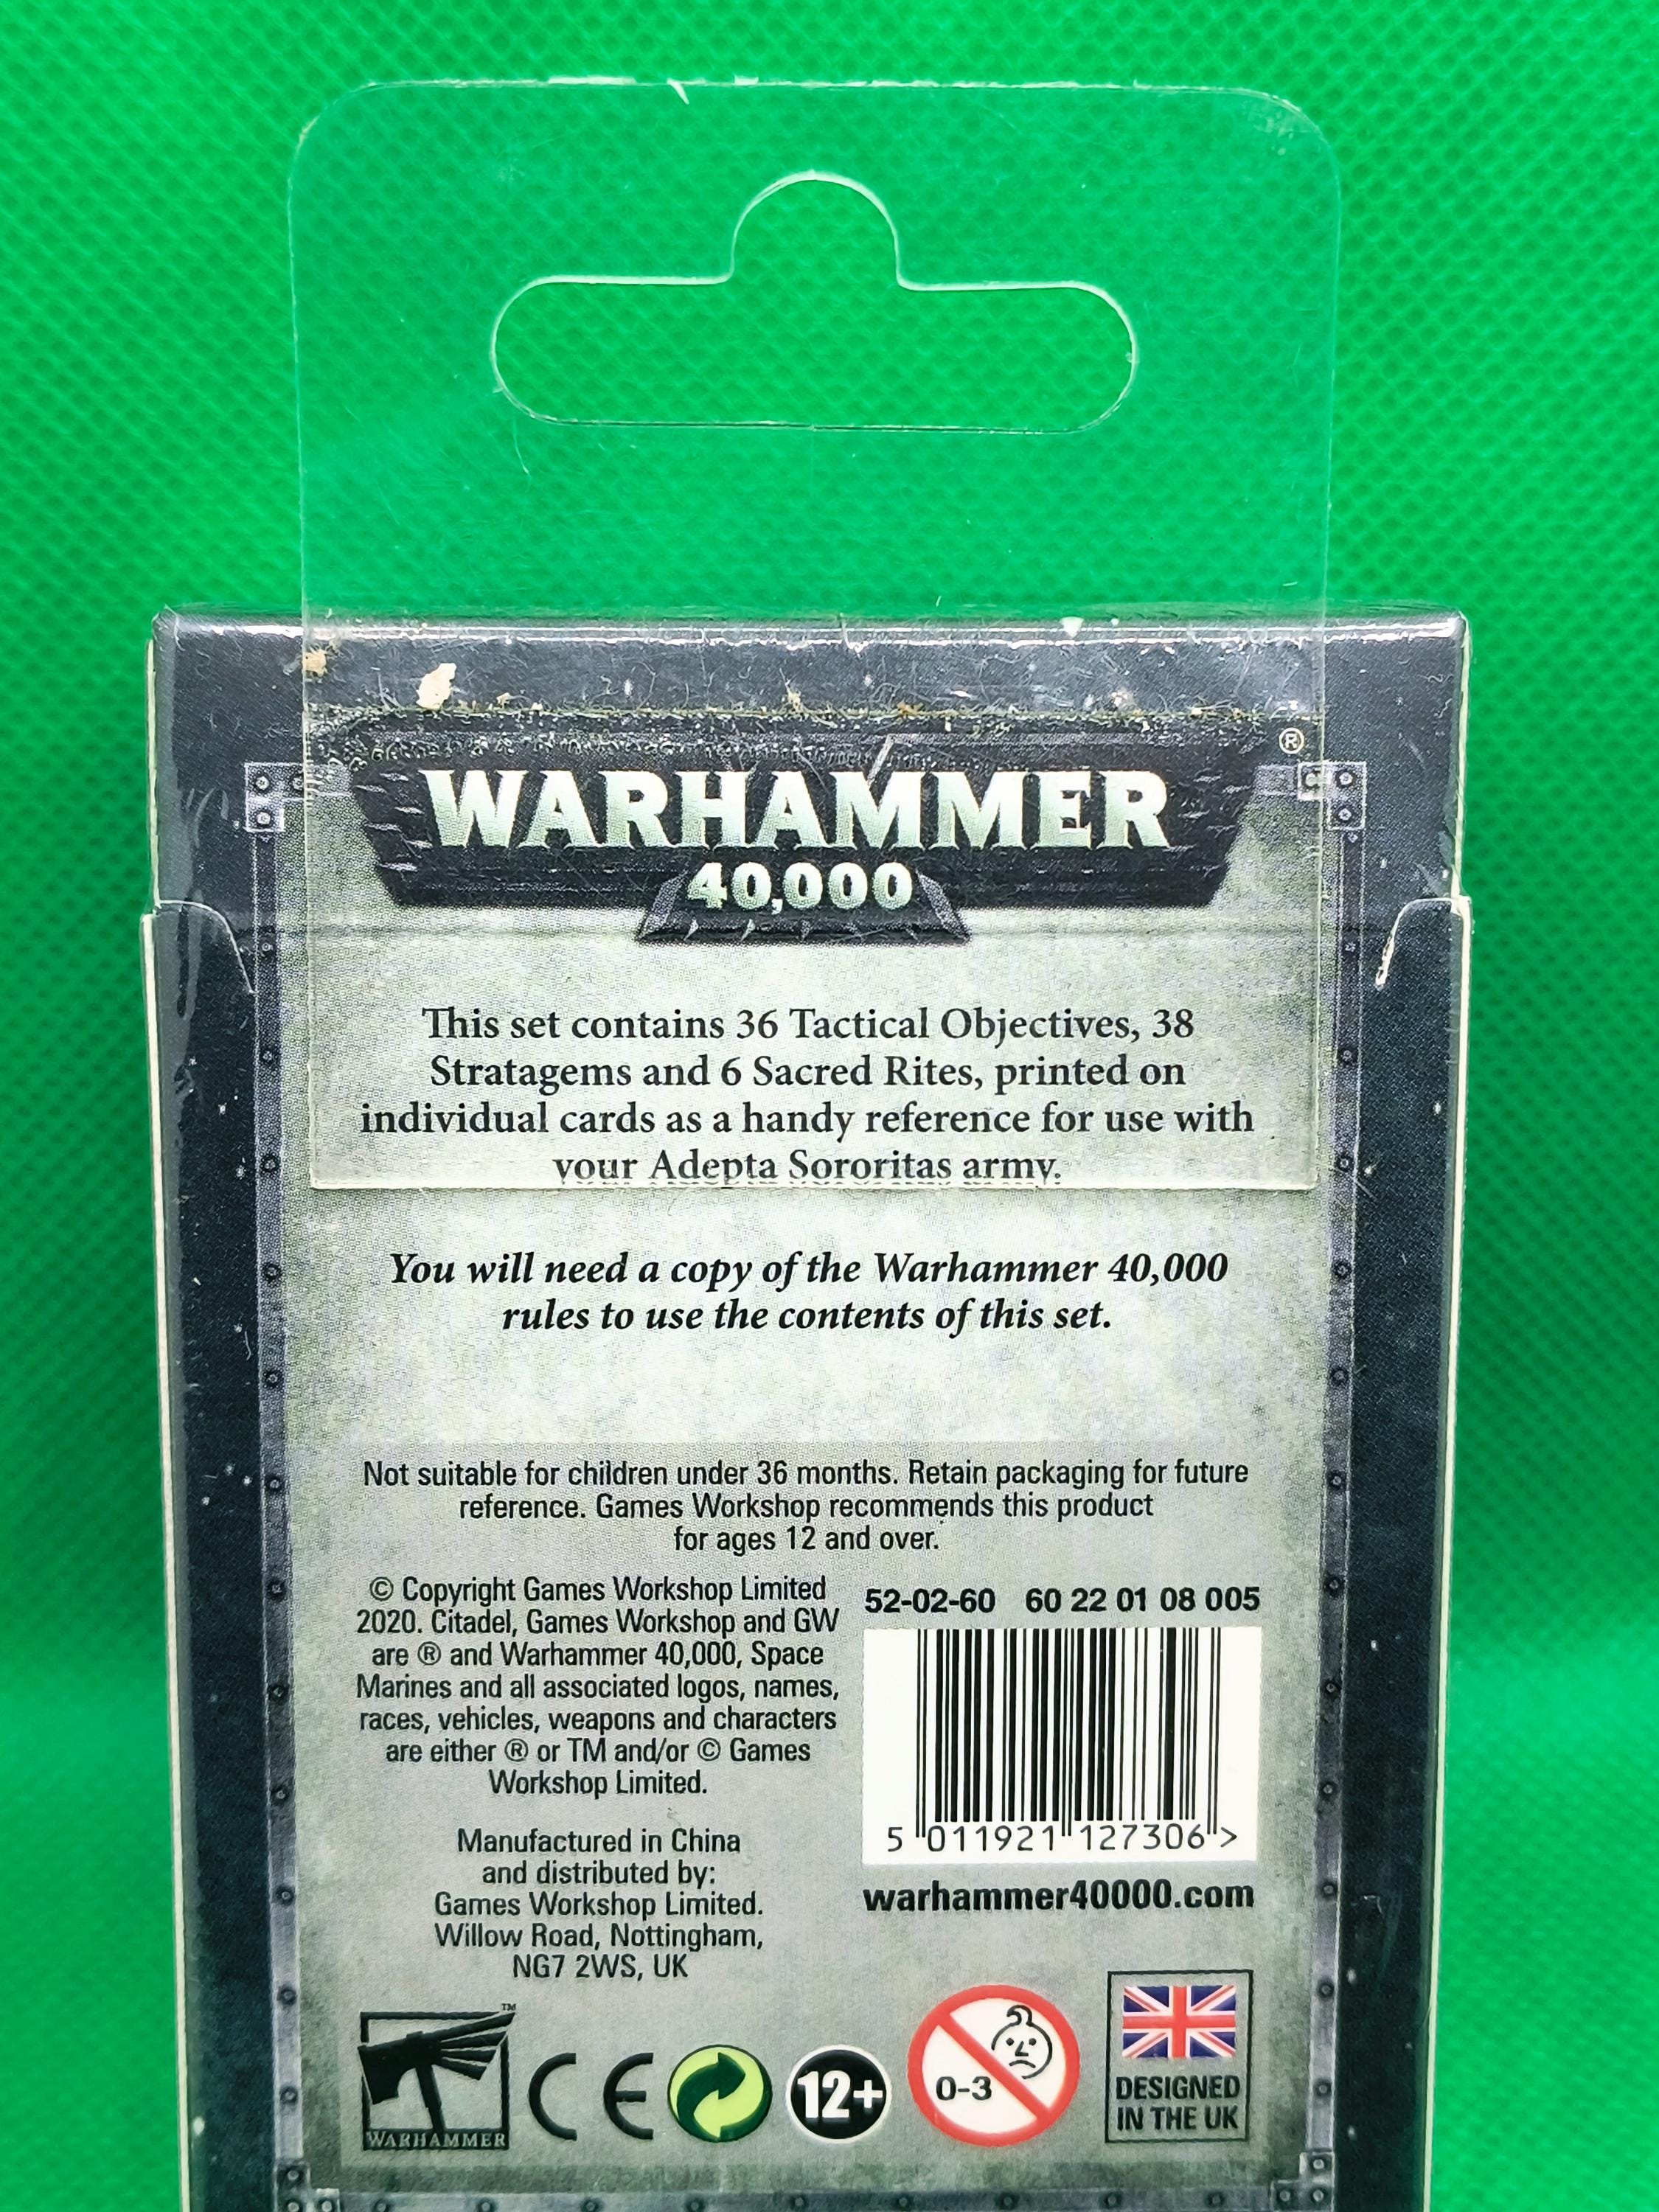 WARHAMMER®
40,000
This set contains 36 Tactical Objectives, 38
Stratagems and 6 Sacred Rites, printed on
individual cards as a handy reference for use with
your Adepta Sororitas army.
You will need a copy of the Warhammer 40,000
rules to use the contents of this set.
Not suitable for children under 36 months. Retain packaging for future
reference. Games Workshop recommends this product
for ages 12 and over.
© Copyright Games Workshop Limited
2020. Citadel, Games Workshop and GW
are ® and Warhammer 40,000, Space
Marines and all associated logos, names,
races, vehicles, weapons and characters
are either ® or TM and/or © Games
Workshop Limited.
Manufactured in China
and distributed by:
Games Workshop Limited.
Willow Road, Nottingham,
NG7 2WS, UK
52-02-60 60 22 01 08 005
5 011921 127306 >
warhammer40000.com
™
WARHAMMER
CE
12+
0-3
DESIGNED
IN THE UK